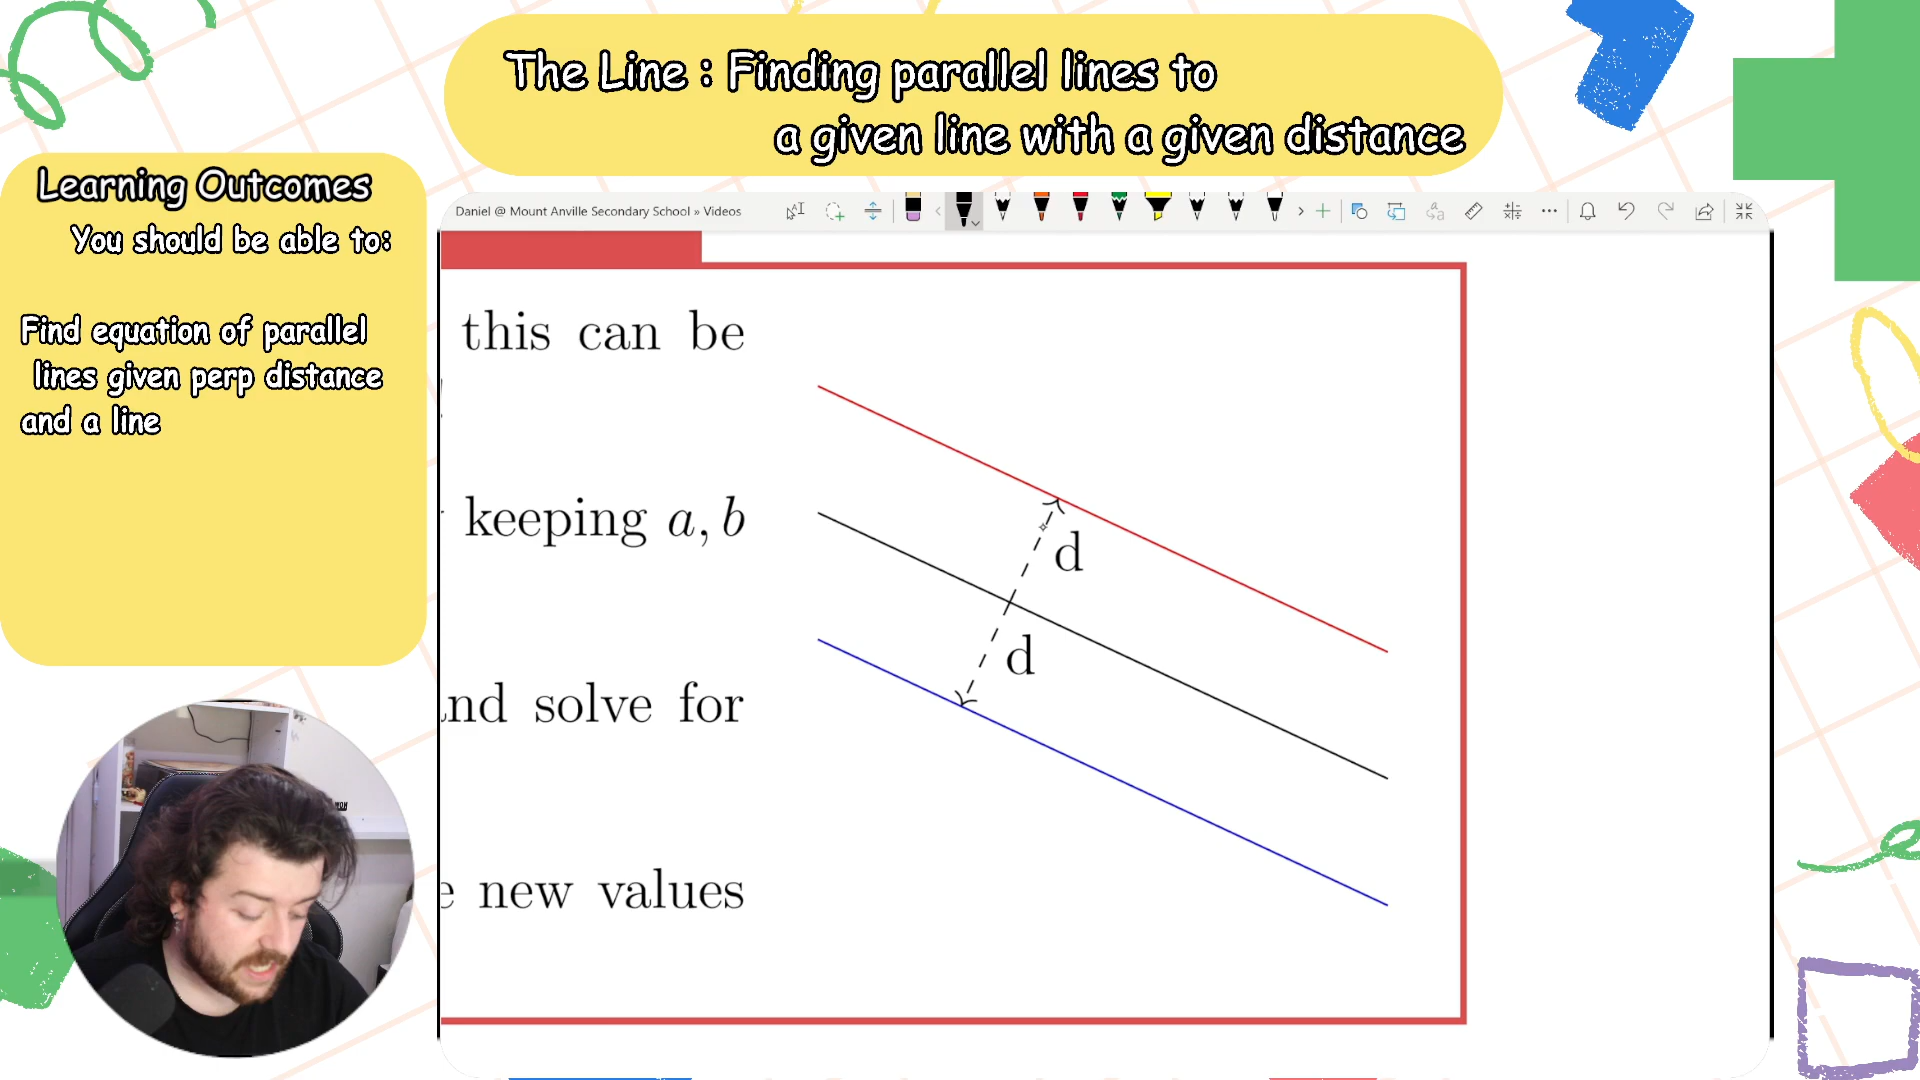 The Line : Finding parallel lines to
a given line with a given distance
Learning Outcomes
You should be able to:
Find equation of parallel
lines given perp distance
and a line
Daniel @ Mount Anville Secondary School » Videos
this can be
keeping a, b
d
d
nd solve for
e new values